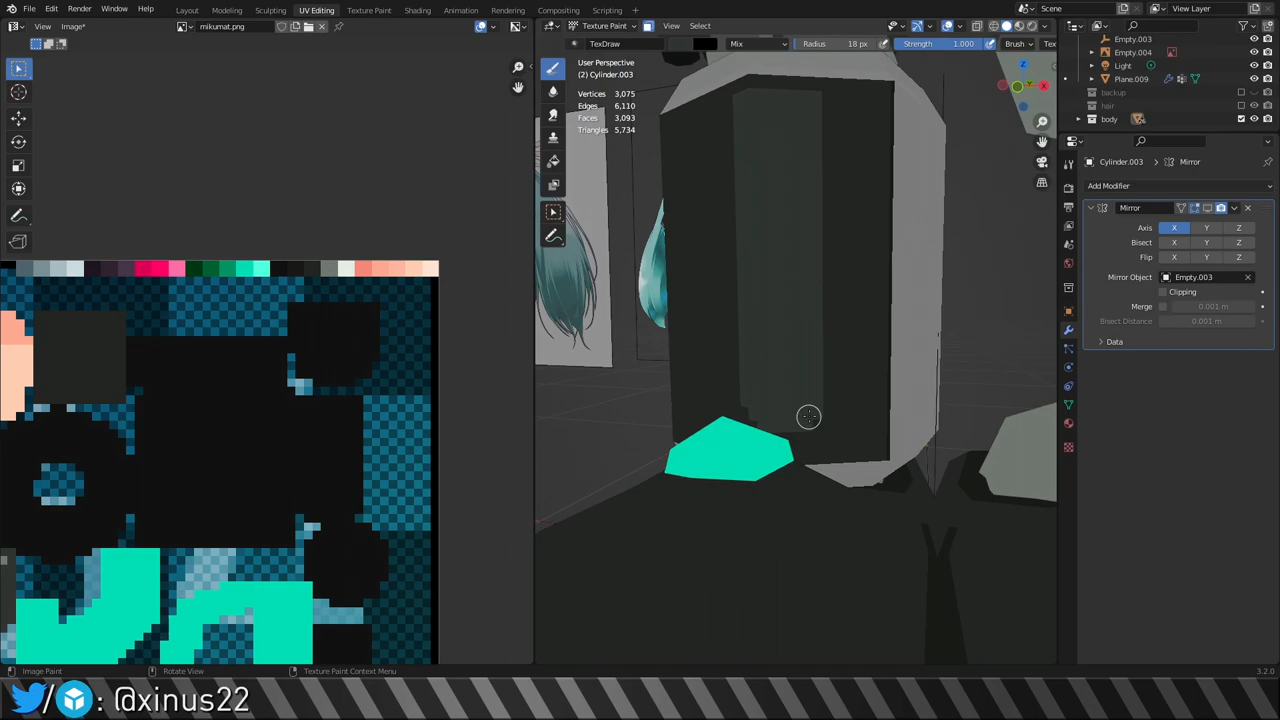 File Edit Render Window Help
Layout Modeling Sculpting UV Editing Texture Paint Shading Animation Rendering Compositing Scripting
Scene
View Layer
View Image* mikumat.png
Texture Paint View Select
TexDraw Mix Radius 18 px Strength 1.000 Brush Tex
User Perspective
(2) Cylinder.003
Vertices 3,075
Edges 6,110
Faces 3,093
Triangles 5,734
Z
X
Empty.003
Empty.004
Light
Plane.009
backup
hair
body
Cylinder.003 Mirror
Add Modifier
Mirror
Axis X Y Z
Bisect X Y Z
Flip X Y Z
Mirror Object Empty.003
Clipping
Merge 0.001 m
Bisect Distance 0.001 m
Data
Image Paint Rotate View Texture Paint Context Menu 3.2.0
: @xinus22